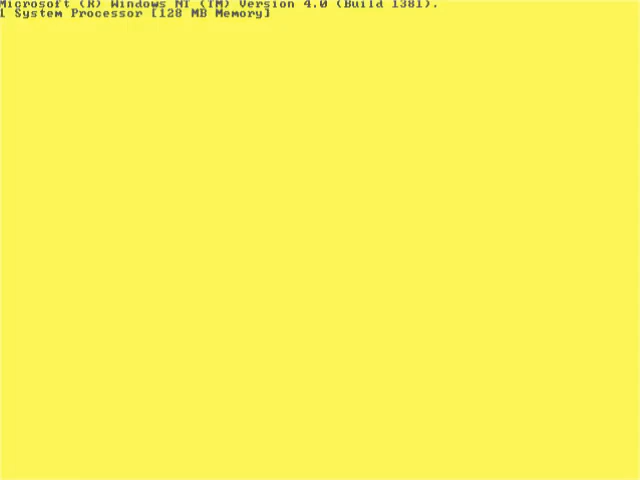 Microsoft (R) Windows NT (TM) Version 4.0 (Build 1381).
1 System Processor [128 MB Memory]